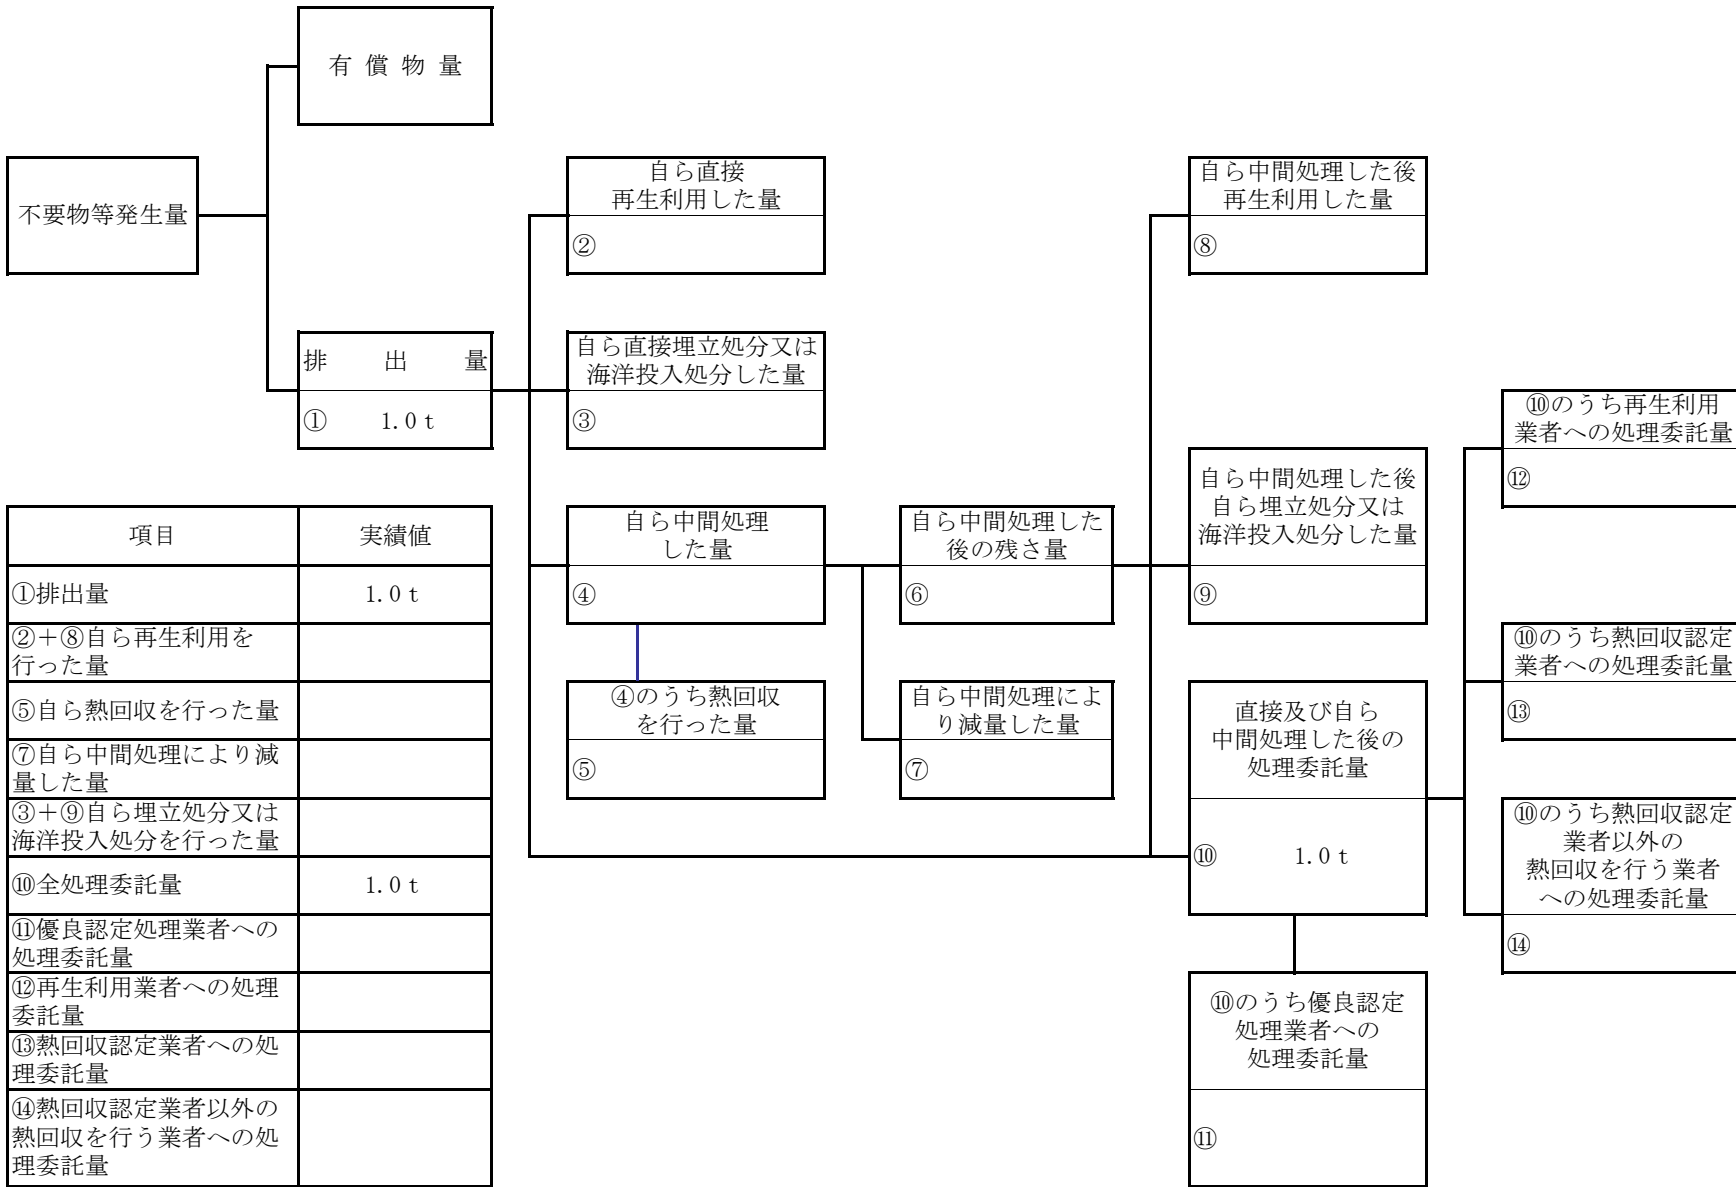 有 償 物 量
不要物等発生量
自ら直接
再生利用した量
②
自ら中間処理した後
再生利用した量
⑧
排 出 量
① 1.0 t
自ら直接埋立処分又は
海洋投入処分した量
③
⑩のうち再生利用
業者への処理委託量
⑫
自ら中間処理した後
自ら埋立処分又は
海洋投入処分した量
⑨
自ら中間処理
した量
④
自ら中間処理した
後の残さ量
⑥
⑩のうち熱回収認定
業者への処理委託量
⑬
④のうち熱回収
を行った量
⑤
自ら中間処理によ
り減量した量
⑦
直接及び自ら
中間処理した後の
処理委託量
⑩ 1.0 t
⑩のうち熱回収認定
業者以外の
熱回収を行う業者
への処理委託量
⑭
⑩のうち優良認定
処理業者への
処理委託量
⑪
項目 実績値
①排出量 1.0 t
②+⑧自ら再生利用を
行った量
⑤自ら熱回収を行った量
⑦自ら中間処理により減
量した量
③+⑨自ら埋立処分又は
海洋投入処分を行った量
⑩全処理委託量 1.0 t
⑪優良認定処理業者への
処理委託量
⑫再生利用業者への処理
委託量
⑬熱回収認定業者への処
理委託量
⑭熱回収認定業者以外の
熱回収を行う業者への処
理委託量